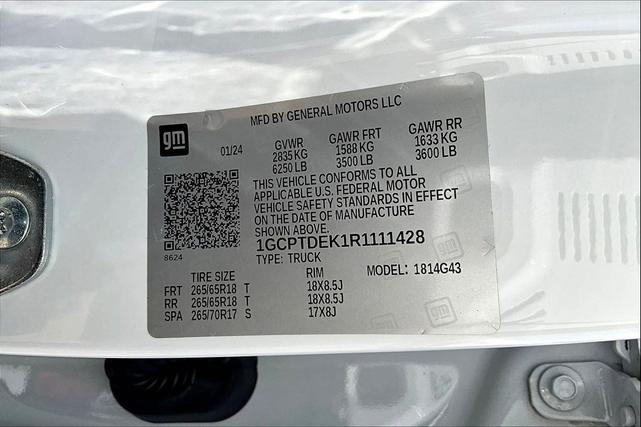 MFD BY GENERAL MOTORS LLC
gm
01/24
GVWR GAWR FRT GAWR RR
2835 KG 1588 KG 1633 KG
6250 LB 3500 LB 3600 LB
THIS VEHICLE CONFORMS TO ALL
APPLICABLE U.S. FEDERAL MOTOR
VEHICLE SAFETY STANDARDS IN EFFECT
ON THE DATE OF MANUFACTURE
SHOWN ABOVE.
1GCPTDEK1R1111428
8624
TYPE: TRUCK
TIRE SIZE RIM MODEL: 1814G43
FRT 265/65R18 T 18X8.5J
RR 265/65R18 T 18X8.5J
SPA 265/70R17 S 17X8J
gm
gm